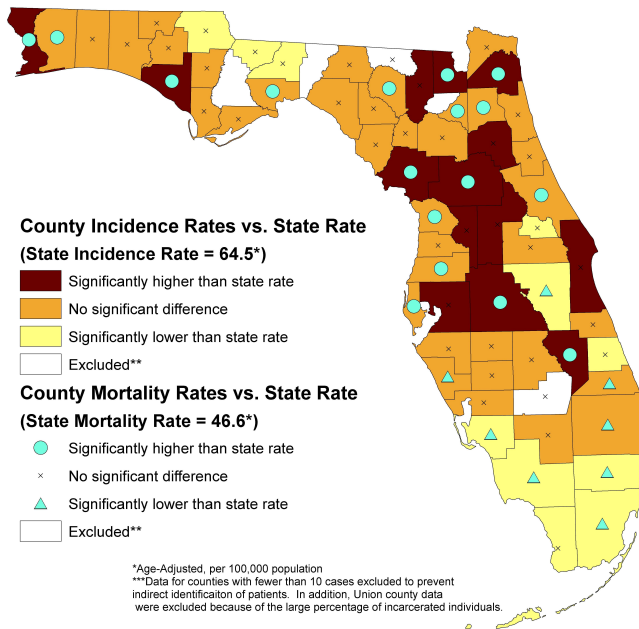 County Incidence Rates vs. State Rate
(State Incidence Rate = 64.5*)
Significantly higher than state rate
No significant difference
Significantly lower than state rate
Excluded**
County Mortality Rates vs. State Rate
(State Mortality Rate = 46.6*)
Significantly higher than state rate
No significant difference
Significantly lower than state rate
Excluded**
*Age-Adjusted, per 100,000 population
***Data for counties with fewer than 10 cases excluded to prevent
indirect identificaiton of patients. In addition, Union county data
were excluded because of the large percentage of incarcerated individuals.